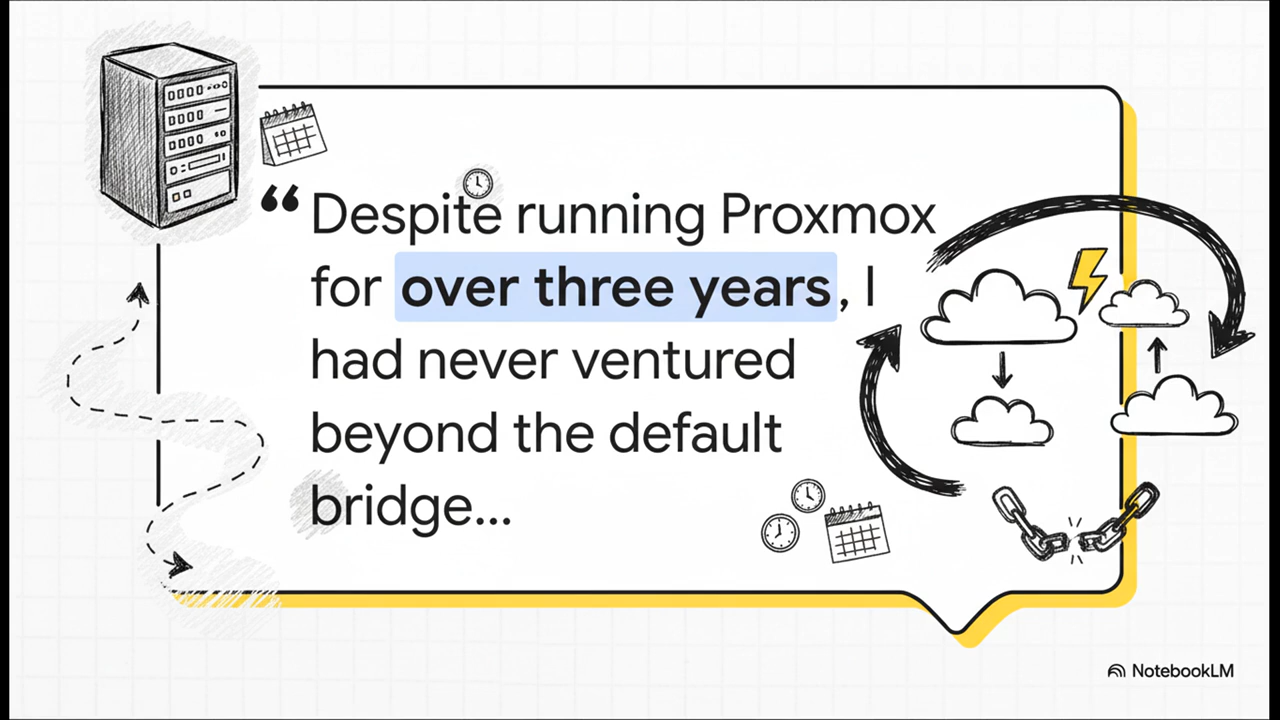 “Despite running Proxmox
for over three years, I
had never ventured
beyond the default
bridge...
NotebookLM